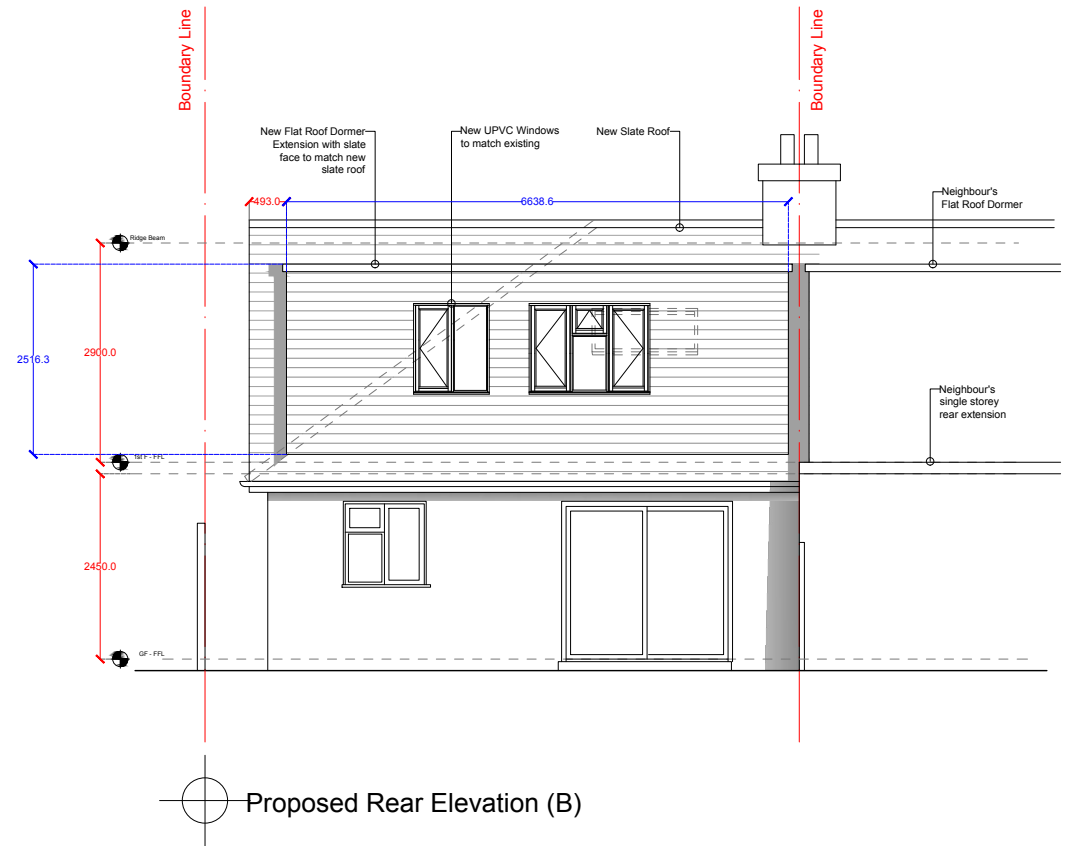 Boundary Line
Boundary Line
New Flat Roof Dormer
Extension with slate
face to match new
slate roof
New UPVC Windows
to match existing
New Slate Roof
Neighbour's
Flat Roof Dormer
493.0
6638.6
Ridge Beam
2516.3
2900.0
Neighbour's
single storey
rear extension
1st F - FFL
2450.0
GF - FFL
Proposed Rear Elevation (B)